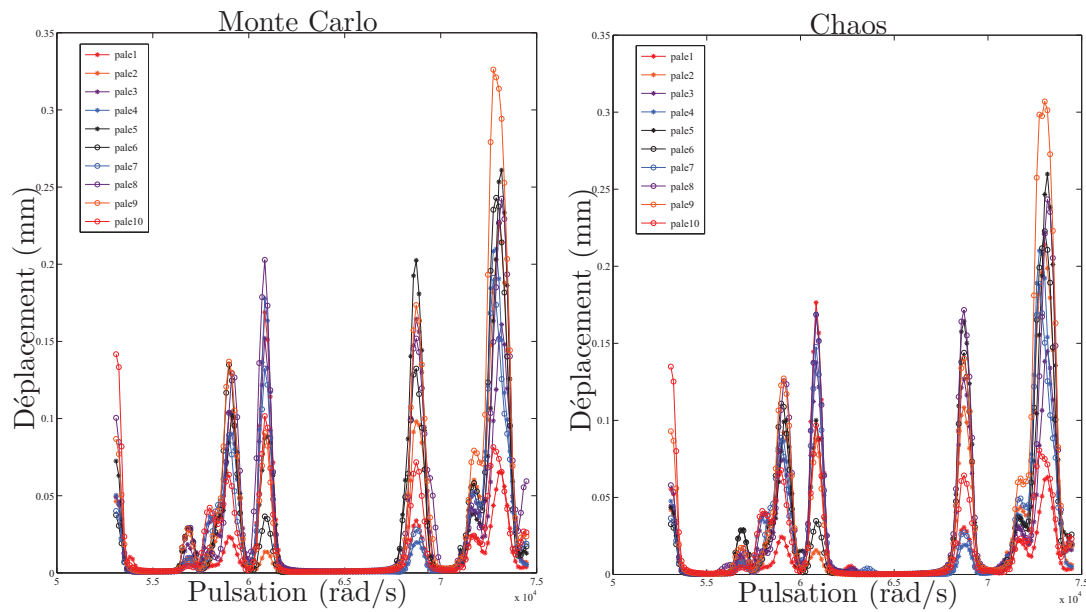 Monte Carlo
0.35
0.3
0.25
0.2
0.15
0.1
0.05
0
5
5.5
6
6.5
7
7.5
x 10⁴
Déplacement (mm)
Pulsation (rad/s)
pale1
pale2
pale3
pale4
pale5
pale6
pale7
pale8
pale9
pale10
Chaos
0.35
0.3
0.25
0.2
0.15
0.1
0.05
0
5
5.5
6
6.5
7
7.5
x 10⁴
Déplacement (mm)
Pulsation (rad/s)
pale1
pale2
pale3
pale4
pale5
pale6
pale7
pale8
pale9
pale10